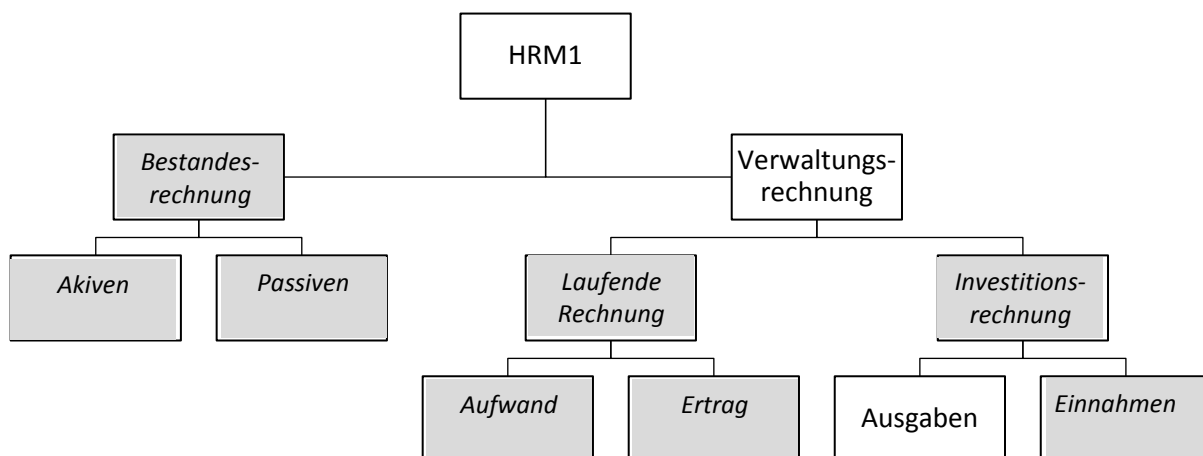 HRM1
Bestandes-
rechnung
Verwaltungs-
rechnung
Akiven
Passiven
Laufende
Rechnung
Investitions-
rechnung
Aufwand
Ertrag
Ausgaben
Einnahmen